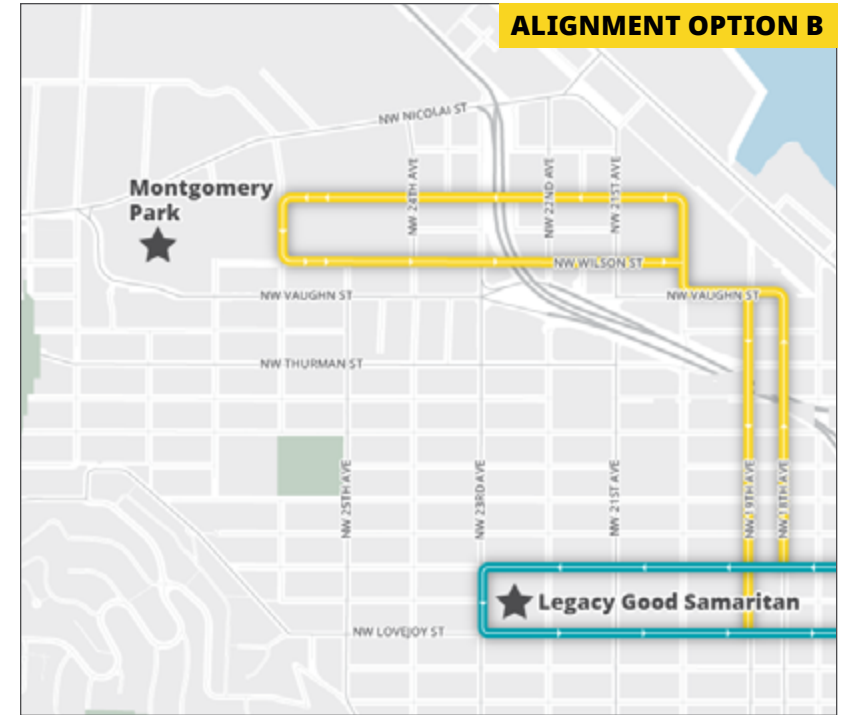 ALIGNMENT OPTION B
NW NICOLAI ST
Montgomery
Park
NW 24TH AVE
NW 22ND AVE
NW 21ST AVE
NW WILSON ST
NW VAUGHN ST
NW VAUGHN ST
NW THURMAN ST
NW 25TH AVE
NW 23RD AVE
NW 21ST AVE
NW 19TH AVE
NW 18TH AVE
Legacy Good Samaritan
NW LOVEJOY ST